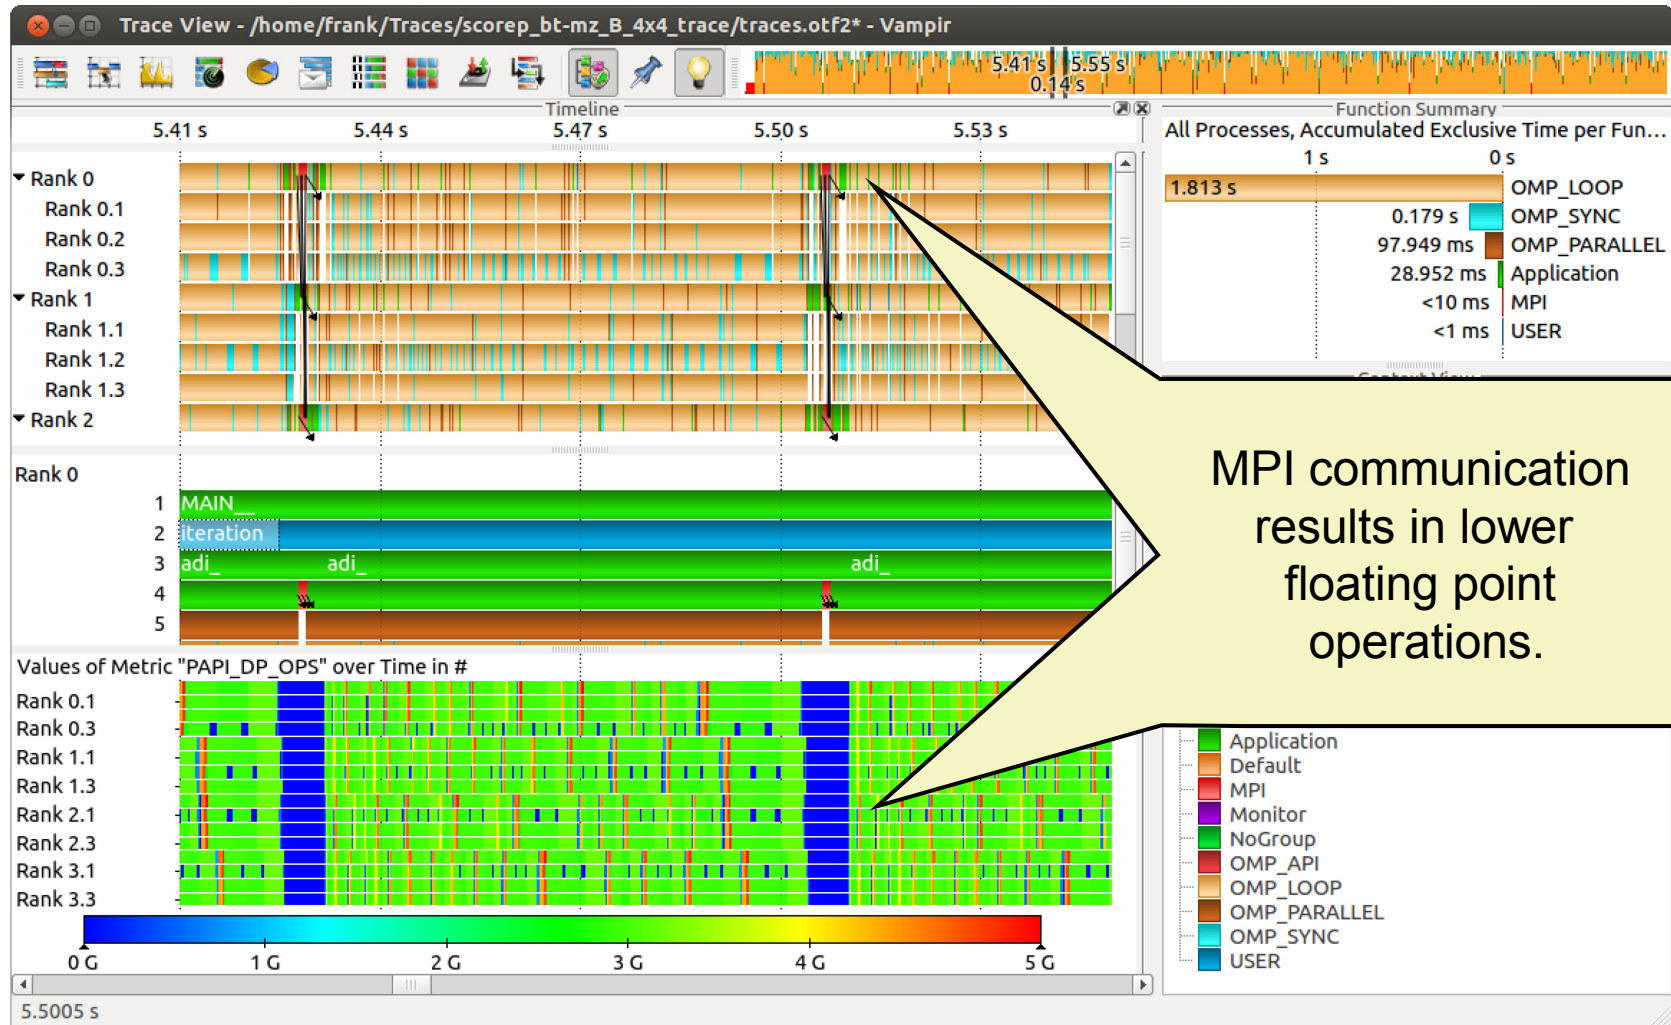 Trace View - /home/frank/Traces/scorep_bt-mz_B_4x4_trace/traces.otf2* - Vampir
5.41 s 5.55 s
0.14 s
Timeline
5.41 s 5.44 s 5.47 s 5.50 s 5.53 s
Rank 0
Rank 0.1
Rank 0.2
Rank 0.3
Rank 1
Rank 1.1
Rank 1.2
Rank 1.3
Rank 2
Rank 0
1 MAIN__
2 iteration
3 adi_ adi_ adi_
4
5
Values of Metric "PAPI_DP_OPS" over Time in #
Rank 0.1
Rank 0.3
Rank 1.1
Rank 1.3
Rank 2.1
Rank 2.3
Rank 3.1
Rank 3.3
0 G 1 G 2 G 3 G 4 G 5 G
5.5005 s
Function Summary
All Processes, Accumulated Exclusive Time per Fun...
1 s 0 s
1.813 s OMP_LOOP
0.179 s OMP_SYNC
97.949 ms OMP_PARALLEL
28.952 ms Application
<10 ms MPI
<1 ms USER
MPI communication
results in lower
floating point
operations.
Application
Default
MPI
Monitor
NoGroup
OMP_API
OMP_LOOP
OMP_PARALLEL
OMP_SYNC
USER